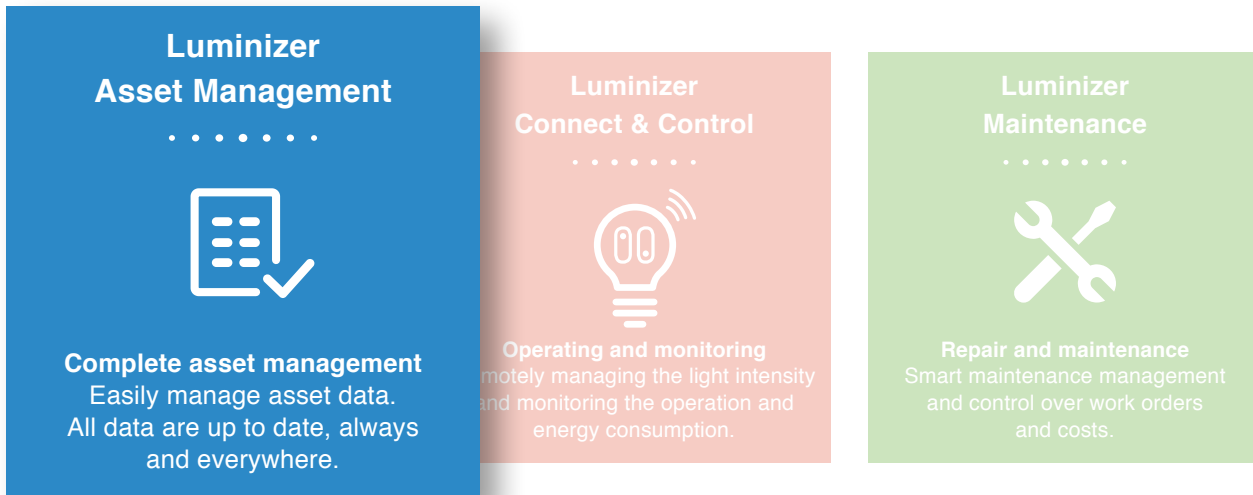 Luminizer
Asset Management
Complete asset management
Easily manage asset data.
All data are up to date, always
and everywhere.
Luminizer
Connect & Control
Operating and monitoring
managing the light intensity
monitoring the operation and
energy consumption.
Luminizer
Maintenance
Repair and maintenance
Smart maintenance management
and control over work orders
and costs.